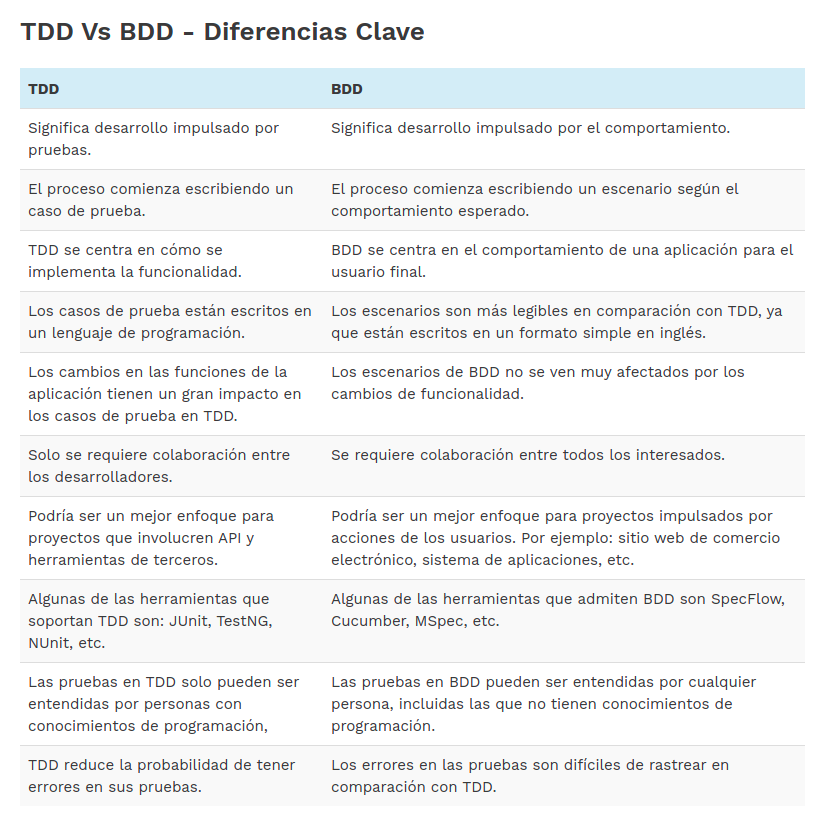 TDD Vs BDD - Diferencias Clave
TDD
BDD
Significa desarrollo impulsado por
pruebas.
Significa desarrollo impulsado por el comportamiento.
El proceso comienza escribiendo un
caso de prueba.
El proceso comienza escribiendo un escenario según el
comportamiento esperado.
TDD se centra en cómo se
implementa la funcionalidad.
BDD se centra en el comportamiento de una aplicación para el
usuario final.
Los casos de prueba están escritos en
un lenguaje de programación.
Los escenarios son más legibles en comparación con TDD, ya
que están escritos en un formato simple en inglés.
Los cambios en las funciones de la
aplicación tienen un gran impacto en
los casos de prueba en TDD.
Los escenarios de BDD no se ven muy afectados por los
cambios de funcionalidad.
Solo se requiere colaboración entre
los desarrolladores.
Se requiere colaboración entre todos los interesados.
Podría ser un mejor enfoque para
proyectos que involucren API y
herramientas de terceros.
Podría ser un mejor enfoque para proyectos impulsados por
acciones de los usuarios. Por ejemplo: sitio web de comercio
electrónico, sistema de aplicaciones, etc.
Algunas de las herramientas que
soportan TDD son: JUnit, TestNG,
NUnit, etc.
Algunas de las herramientas que admiten BDD son SpecFlow,
Cucumber, MSpec, etc.
Las pruebas en TDD solo pueden ser
entendidas por personas con
conocimientos de programación,
Las pruebas en BDD pueden ser entendidas por cualquier
persona, incluidas las que no tienen conocimientos de
programación.
TDD reduce la probabilidad de tener
errores en sus pruebas.
Los errores en las pruebas son difíciles de rastrear en
comparación con TDD.